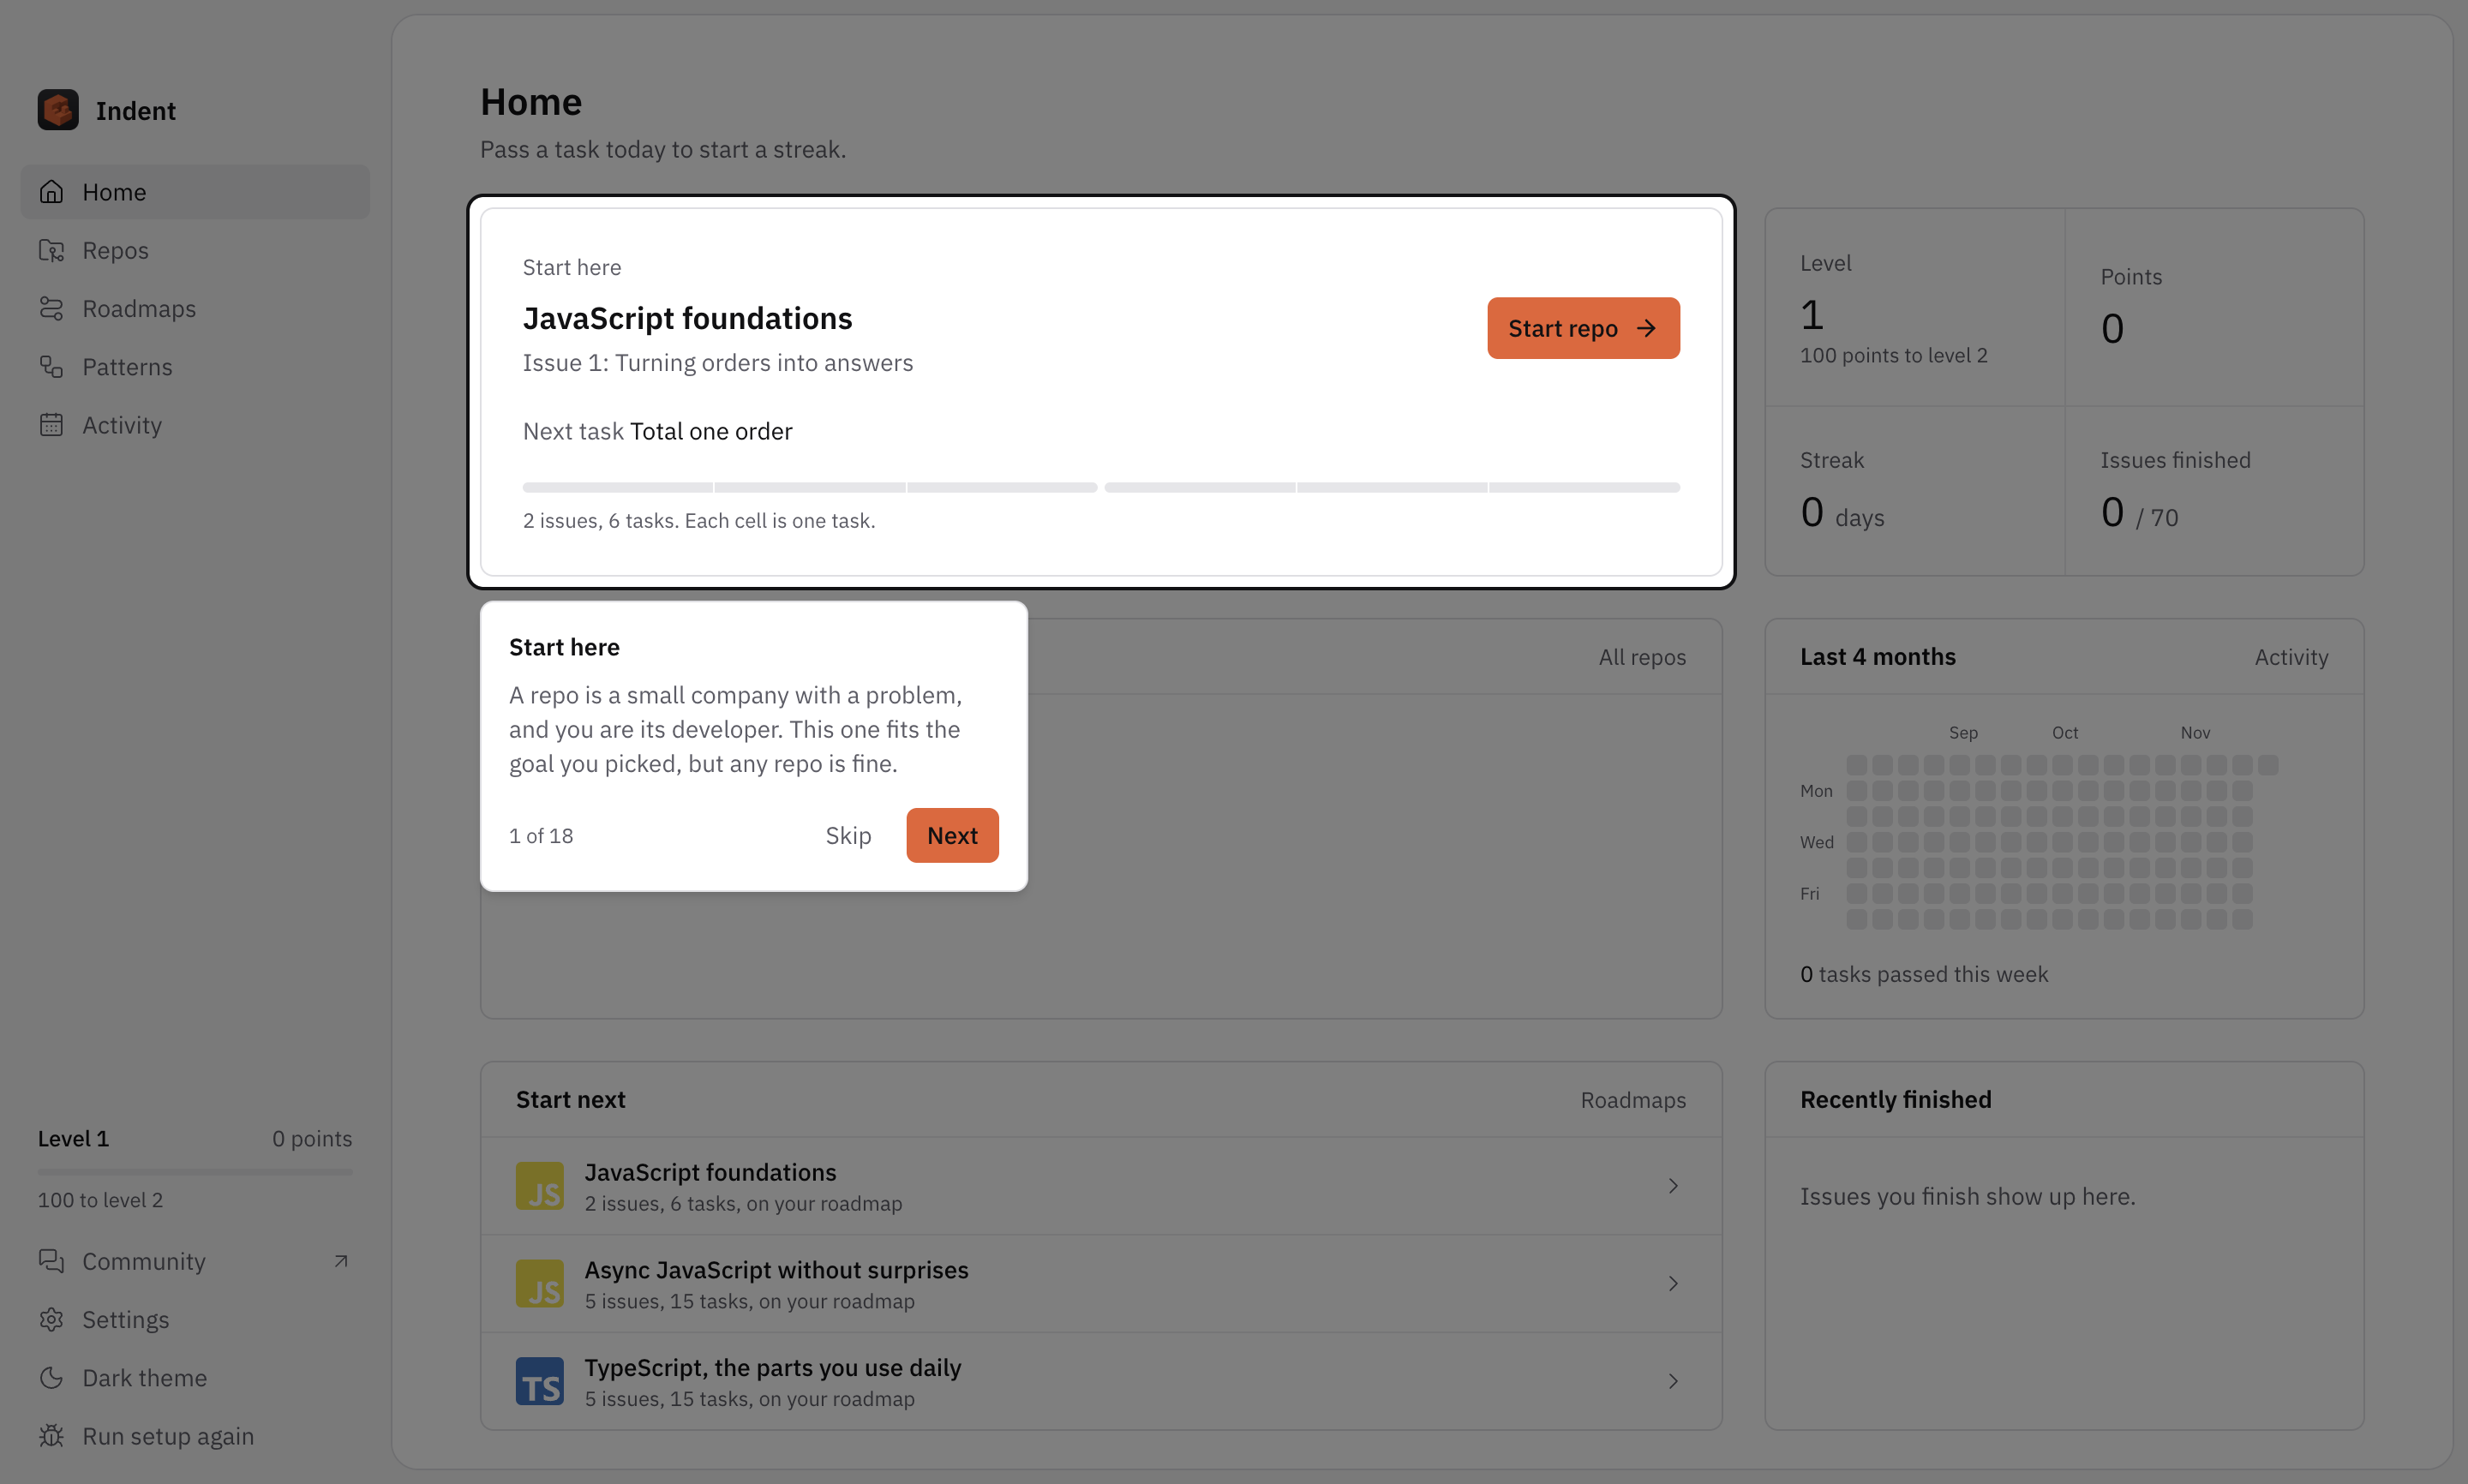 Indent
Home
Repos
Roadmaps
Patterns
Activity
Level 1
0 points
100 to level 2
Community
Settings
Dark theme
Run setup again
Home
Pass a task today to start a streak.
Start here
JavaScript foundations
Issue 1: Turning orders into answers
Start repo
Next task Total one order
2 issues, 6 tasks. Each cell is one task.
Level
1
100 points to level 2
Points
0
Streak
0 days
Issues finished
0 / 70
Start here
A repo is a small company with a problem,
and you are its developer. This one fits the
goal you picked, but any repo is fine.
1 of 18
Skip
Next
All repos
Last 4 months
Activity
Sep
Oct
Nov
Mon
Wed
Fri
0 tasks passed this week
Start next
Roadmaps
JS
JavaScript foundations
2 issues, 6 tasks, on your roadmap
JS
Async JavaScript without surprises
5 issues, 15 tasks, on your roadmap
TS
TypeScript, the parts you use daily
5 issues, 15 tasks, on your roadmap
Recently finished
Issues you finish show up here.